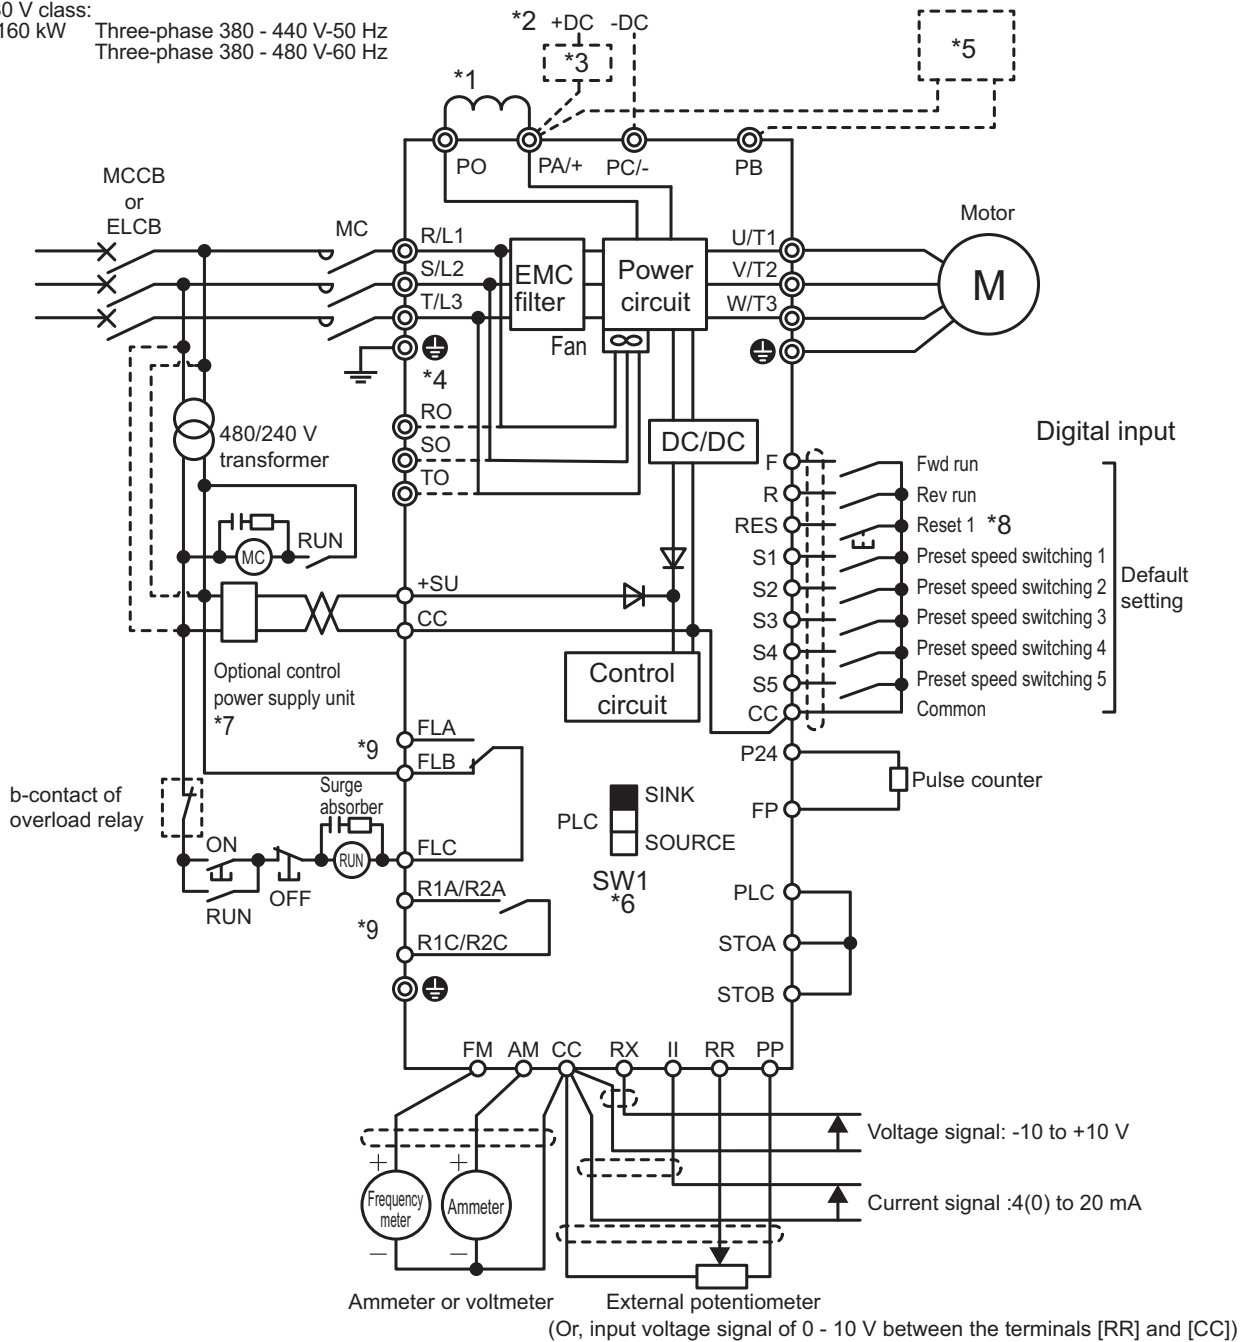 0 V class:
160 kW Three-phase 380 - 440 V-50 Hz
Three-phase 380 - 480 V-60 Hz
*2 +DC -DC
*3
*5
*1
PO
PA/+
PC/-
PB
MCCB
or
ELCB
MC
R/L1
S/L2
T/L3
EMC
filter
Power
circuit
Fan
U/T1
V/T2
W/T3
Motor
M
*4
RO
SO
TO
DC/DC
480/240 V
transformer
MC
RUN
+SU
CC
Optional control
power supply unit
*7
Control
circuit
Digital input
F
Fwd run
R
Rev run
RES
Reset 1 *8
S1
Preset speed switching 1
S2
Preset speed switching 2
S3
Preset speed switching 3
S4
Preset speed switching 4
S5
Preset speed switching 5
CC
Common
Default
setting
*9
FLA
FLB
FLC
b-contact of
overload relay
Surge
absorber
ON
RUN
OFF
RUN
SINK
PLC
SOURCE
SW1
*6
P24
FP
Pulse counter
R1A/R2A
*9
R1C/R2C
PLC
STOA
STOB
FM AM CC RX II RR PP
Voltage signal: -10 to +10 V
Current signal :4(0) to 20 mA
+
+
Frequency
meter
Ammeter
−
−
Ammeter or voltmeter
External potentiometer
(Or, input voltage signal of 0 - 10 V between the terminals [RR] and [CC])